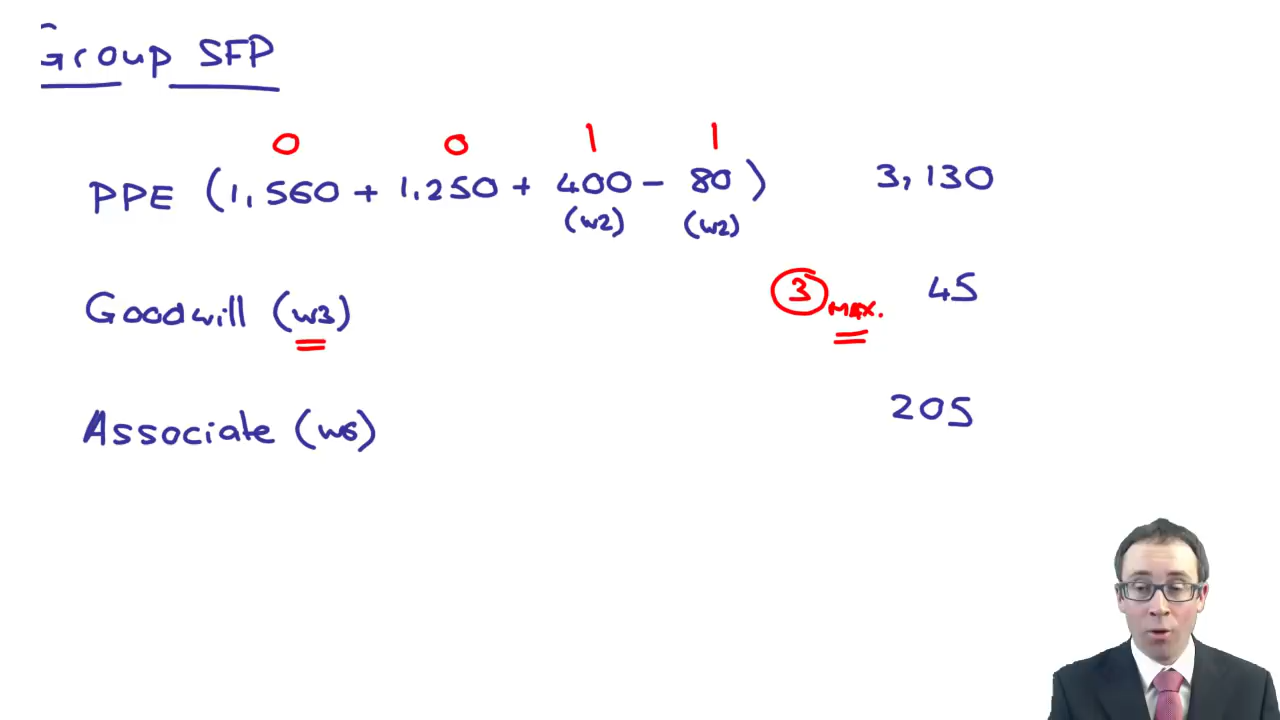 Group SFP
0 0 1 1
PPE (1,560 + 1,250 + 400 - 80) 3,130
(w2) (w2)
Goodwill (w3) 3 MAX. 45
Associate (w6) 205